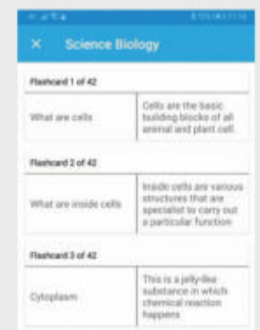 × Science Biology
Flashcard 1 of 42
What are cells
Cells are the basic
building blocks of all
animal and plant cell.
Flashcard 2 of 42
What are inside cells
Inside cells are various
structures that are
specialist to carry out
a particular function
Flashcard 3 of 42
Cytoplasm
This is a jelly-like
substance in which
chemical reaction
happens